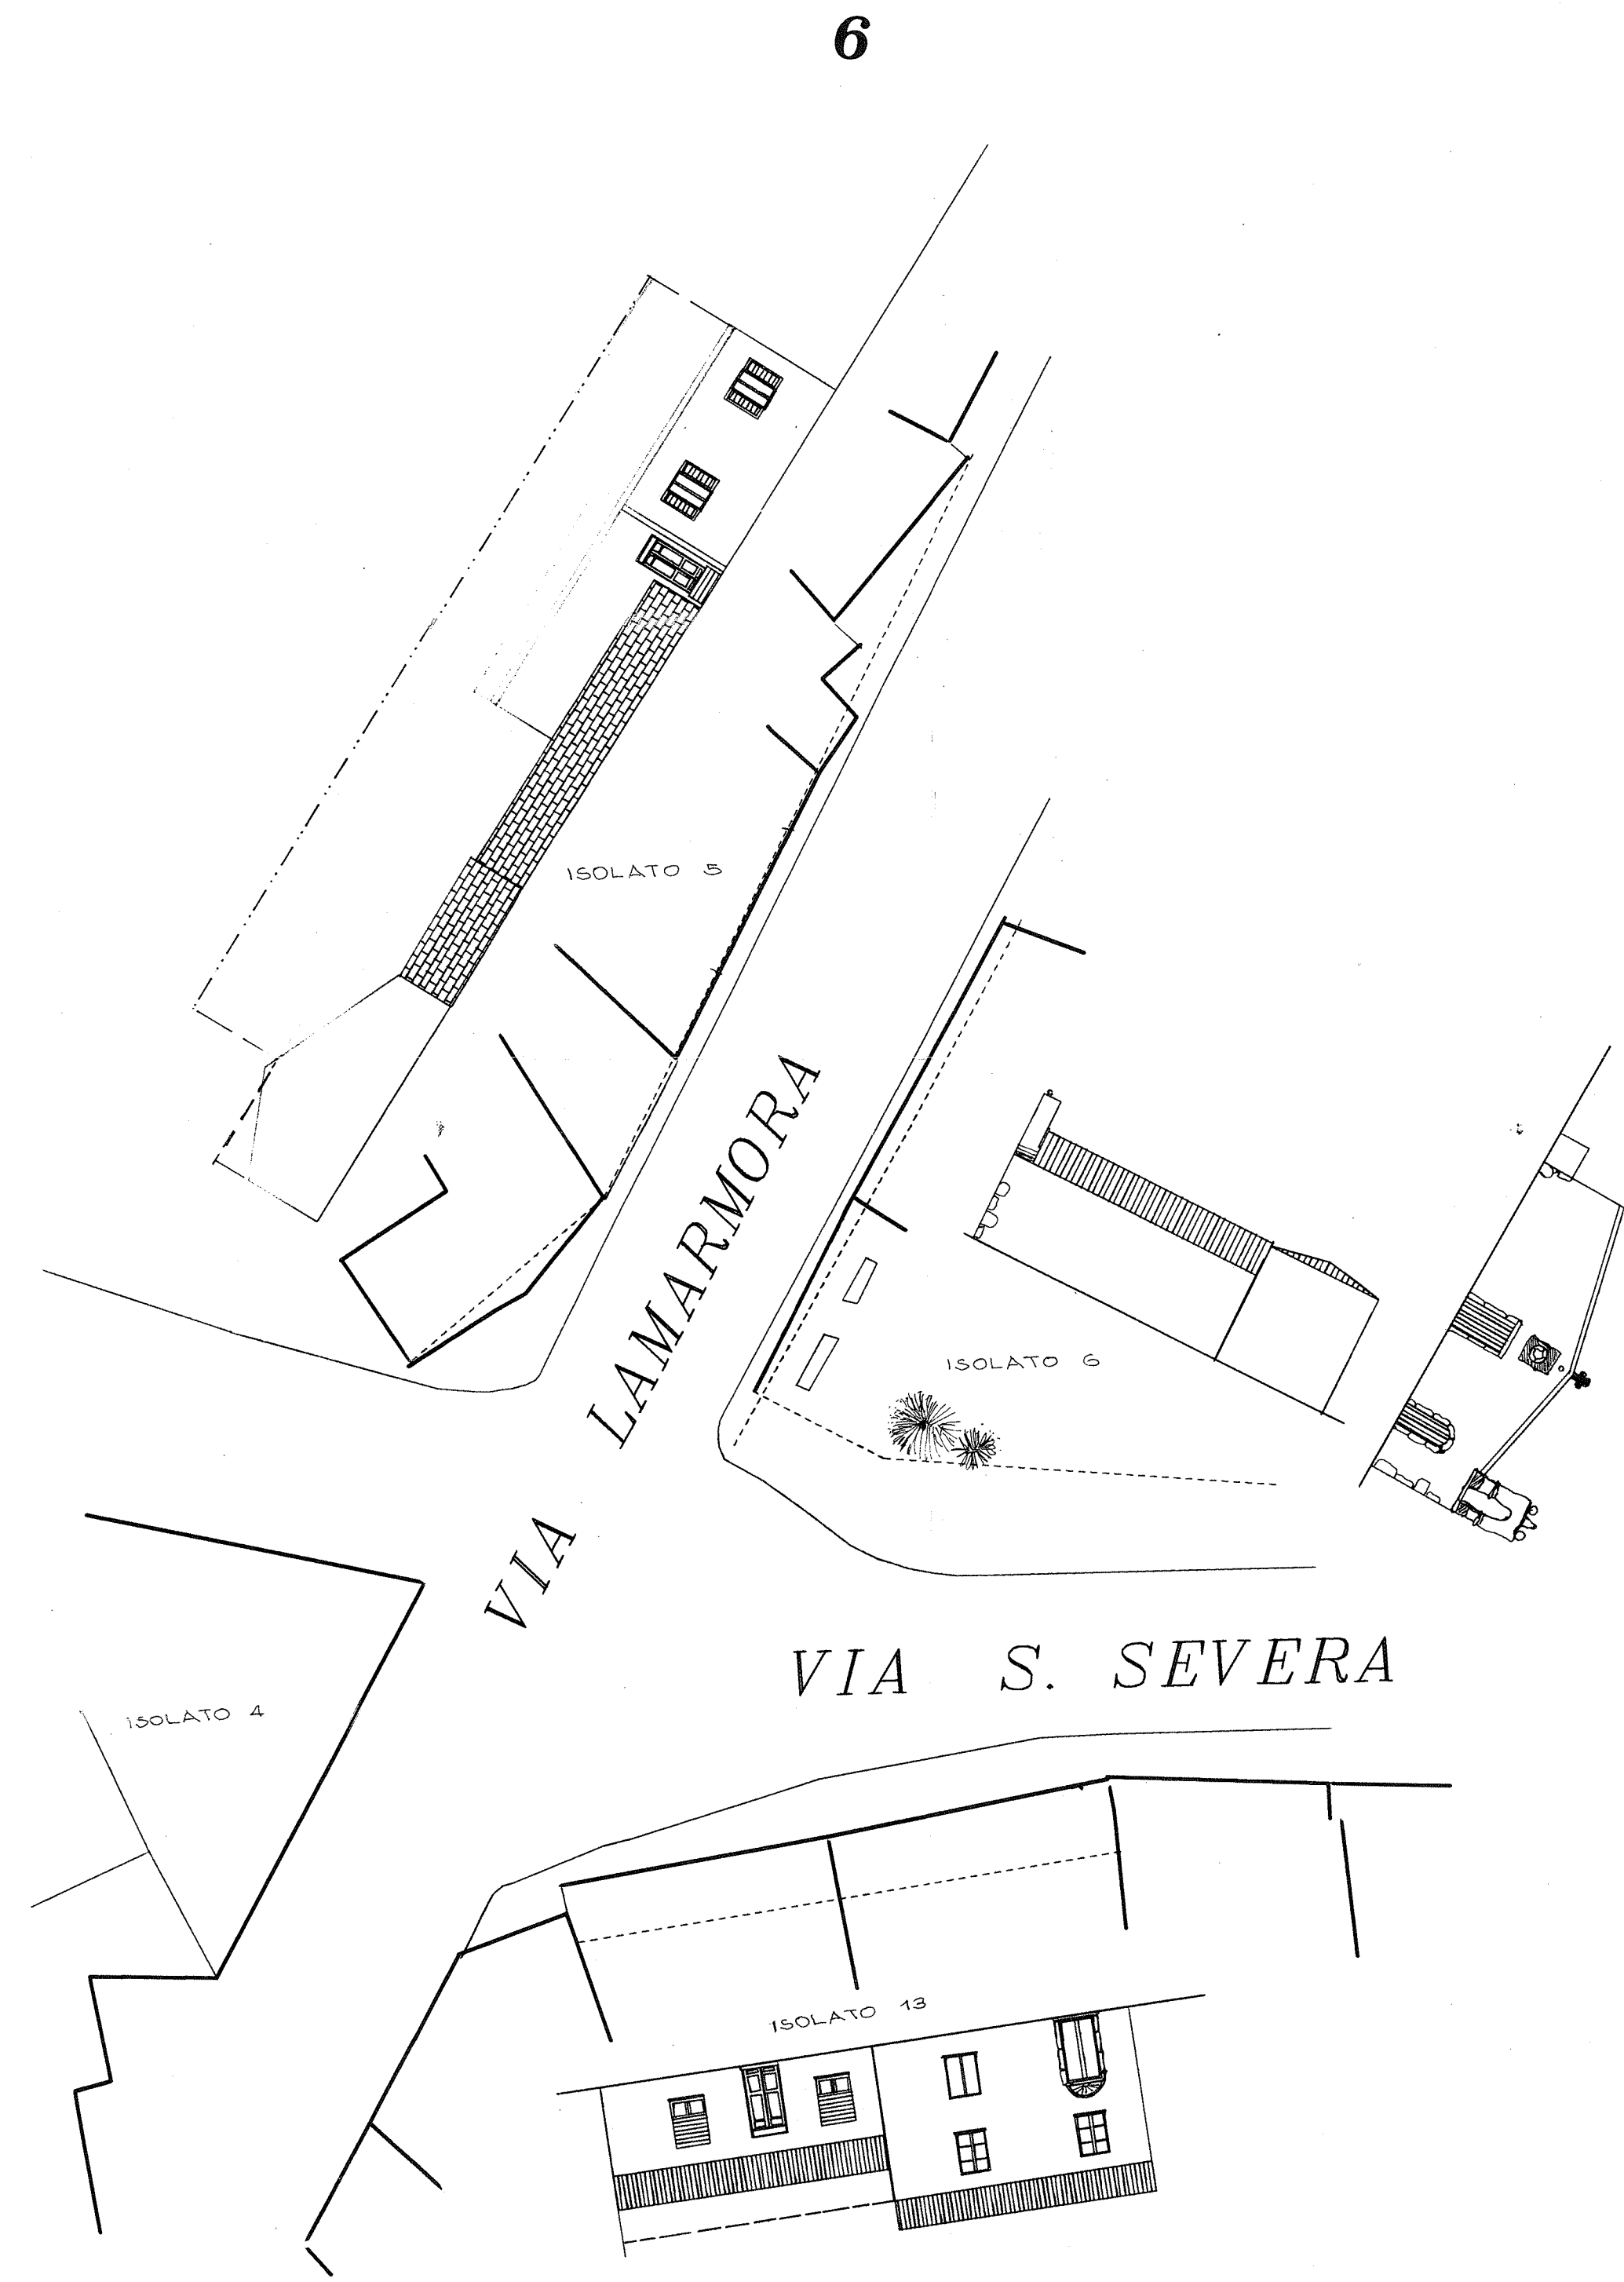 6
ISOLATO 5
VIA LAMARMORA
ISOLATO 6
VIA S. SEVERA
ISOLATO 4
ISOLATO 13